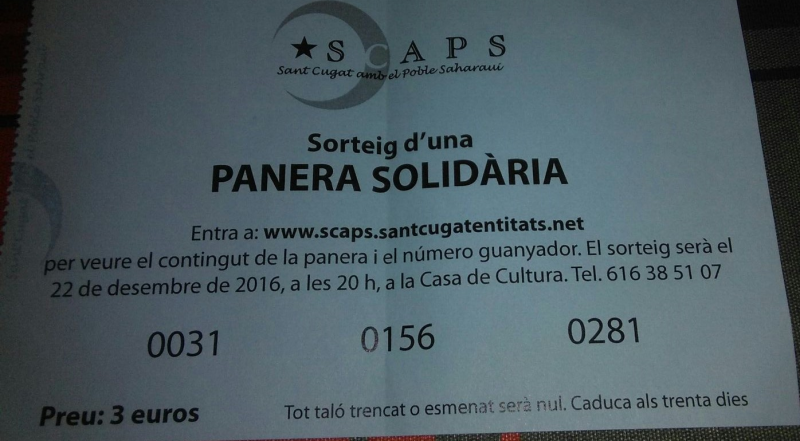 ★ SCAPS
Sant Cugat amb el Poble Saharaui
Sorteig d'una
PANERA SOLIDÀRIA
Entra a: www.scaps.santcugatentitats.net
per veure el contingut de la panera i el número guanyador. El sorteig serà el
22 de desembre de 2016, a les 20 h, a la Casa de Cultura. Tel. 616 38 51 07
0031 0156 0281
Preu: 3 euros Tot taló trencat o esmenat serà nul. Caduca als trenta dies